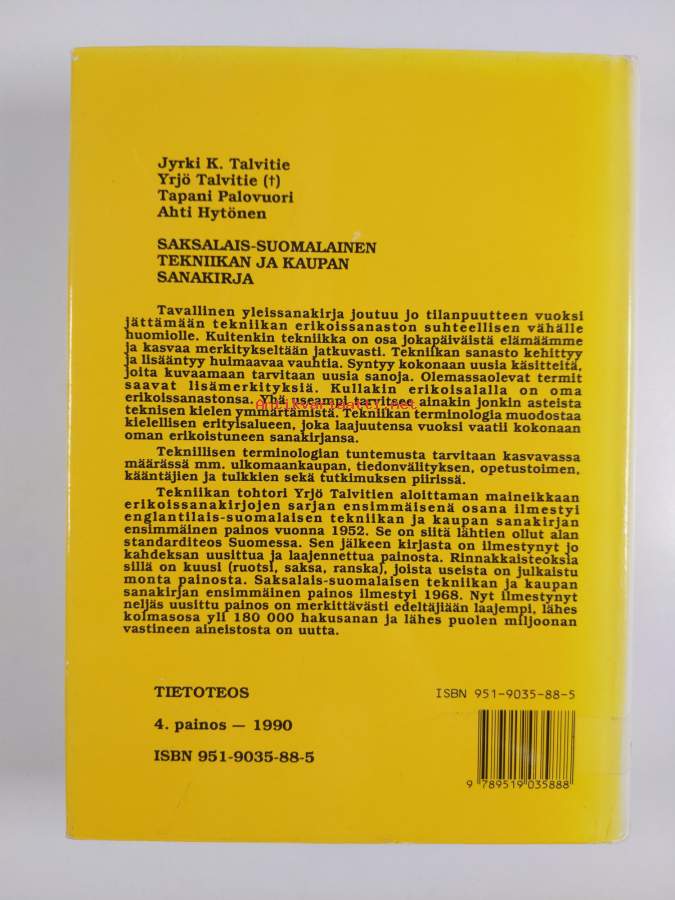 Jyrki K. Talvitie
Yrjö Talvitie (†)
Tapani Palovuori
Ahti Hytönen
SAKSALAIS-SUOMALAINEN
TEKNIIKAN JA KAUPAN
SANAKIRJA
Tavallinen yleissanakirja joutuu jo tilanpuutteen vuoksi
jättämään tekniikan erikoissanaston suhteellisen vähälle
huomiolle. Kuitenkin tekniikka on osa jokapäiväistä elämäämme
ja kasvaa merkitykseltään jatkuvasti. Tekniikan sanasto kehittyy
ja lisääntyy huimaavaa vauhtia. Syntyy kokonaan uusia käsitteitä,
joita kuvaamaan tarvitaan uusia sanoja. Olemassaolevat termit
saavat lisämerkityksiä. Kullakin erikoisalalla on oma
erikoissanastonsa. Yhä useampi tarvitsee ainakin jonkin asteista
Antikvariaatti.net
teknisen kielen ymmärtämistä. Tekniikan terminologia muodostaa
kielellisen erityisalueen, joka laajuutensa vuoksi vaatii kokonaan
oman erikoistuneen sanakirjansa.
Teknillisen terminologian tuntemusta tarvitaan kasvavassa
määrässä mm. ulkomaankaupan, tiedonvälityksen, opetustoimen,
kääntäjien ja tulkkien sekä tutkimuksen piirissä.
Tekniikan tohtori Yrjö Talvitien aloittaman maineikkaan
erikoissanakirjojen sarjan ensimmäisenä osana ilmestyi
englantilais-suomalaisen tekniikan ja kaupan sanakirjan
ensimmäinen painos vuonna 1952. Se on siitä lähtien ollut alan
standarditeos Suomessa. Sen jälkeen kirjasta on ilmestynyt jo
kahdeksan uusittua ja laajennettua painosta. Rinnakkaisteoksia
sillä on kuusi (ruotsi, saksa, ranska), joista useista on julkaistu
monta painosta. Saksalais-suomalaisen tekniikan ja kaupan
sanakirjan ensimmäinen painos ilmestyi 1968. Nyt ilmestynyt
neljäs uusittu painos on merkittävästi edeltäjiään laajempi, lähes
kolmasosa yli 180 000 hakusanan ja lähes puolen miljoonan
vastineen aineistosta on uutta.
TIETOTEOS
ISBN 951-9035-88-5
4. painos — 1990
ISBN 951-9035-88-5
9 789519 035888